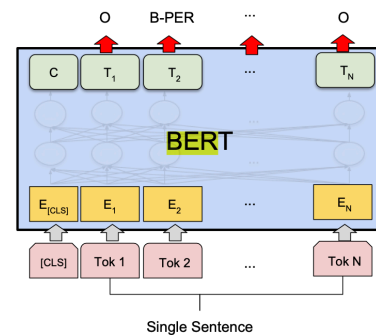 O B-PER ... O
C T1 T2 ... TN
...
BERT
...
E[CLS] E1 E2 ... EN
[CLS] Tok 1 Tok 2 ... Tok N
Single Sentence